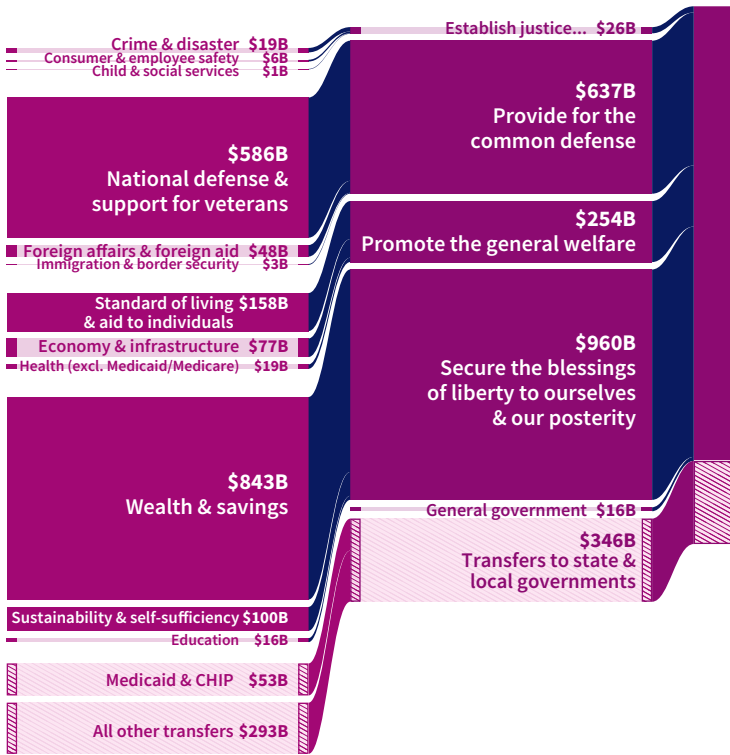 Crime & disaster $19B
Consumer & employee safety $6B
Child & social services $1B
$586B
National defense &
support for veterans
Foreign affairs & foreign aid $48B
Immigration & border security $3B
Standard of living $158B
& aid to individuals
Economy & infrastructure $77B
Health (excl. Medicaid/Medicare) $19B
$843B
Wealth & savings
Sustainability & self-sufficiency $100B
Education $16B
Medicaid & CHIP $53B
All other transfers $293B
Establish justice... $26B
$637B
Provide for the
common defense
$254B
Promote the general welfare
$960B
Secure the blessings
of liberty to ourselves
& our posterity
General government $16B
$346B
Transfers to state &
local governments